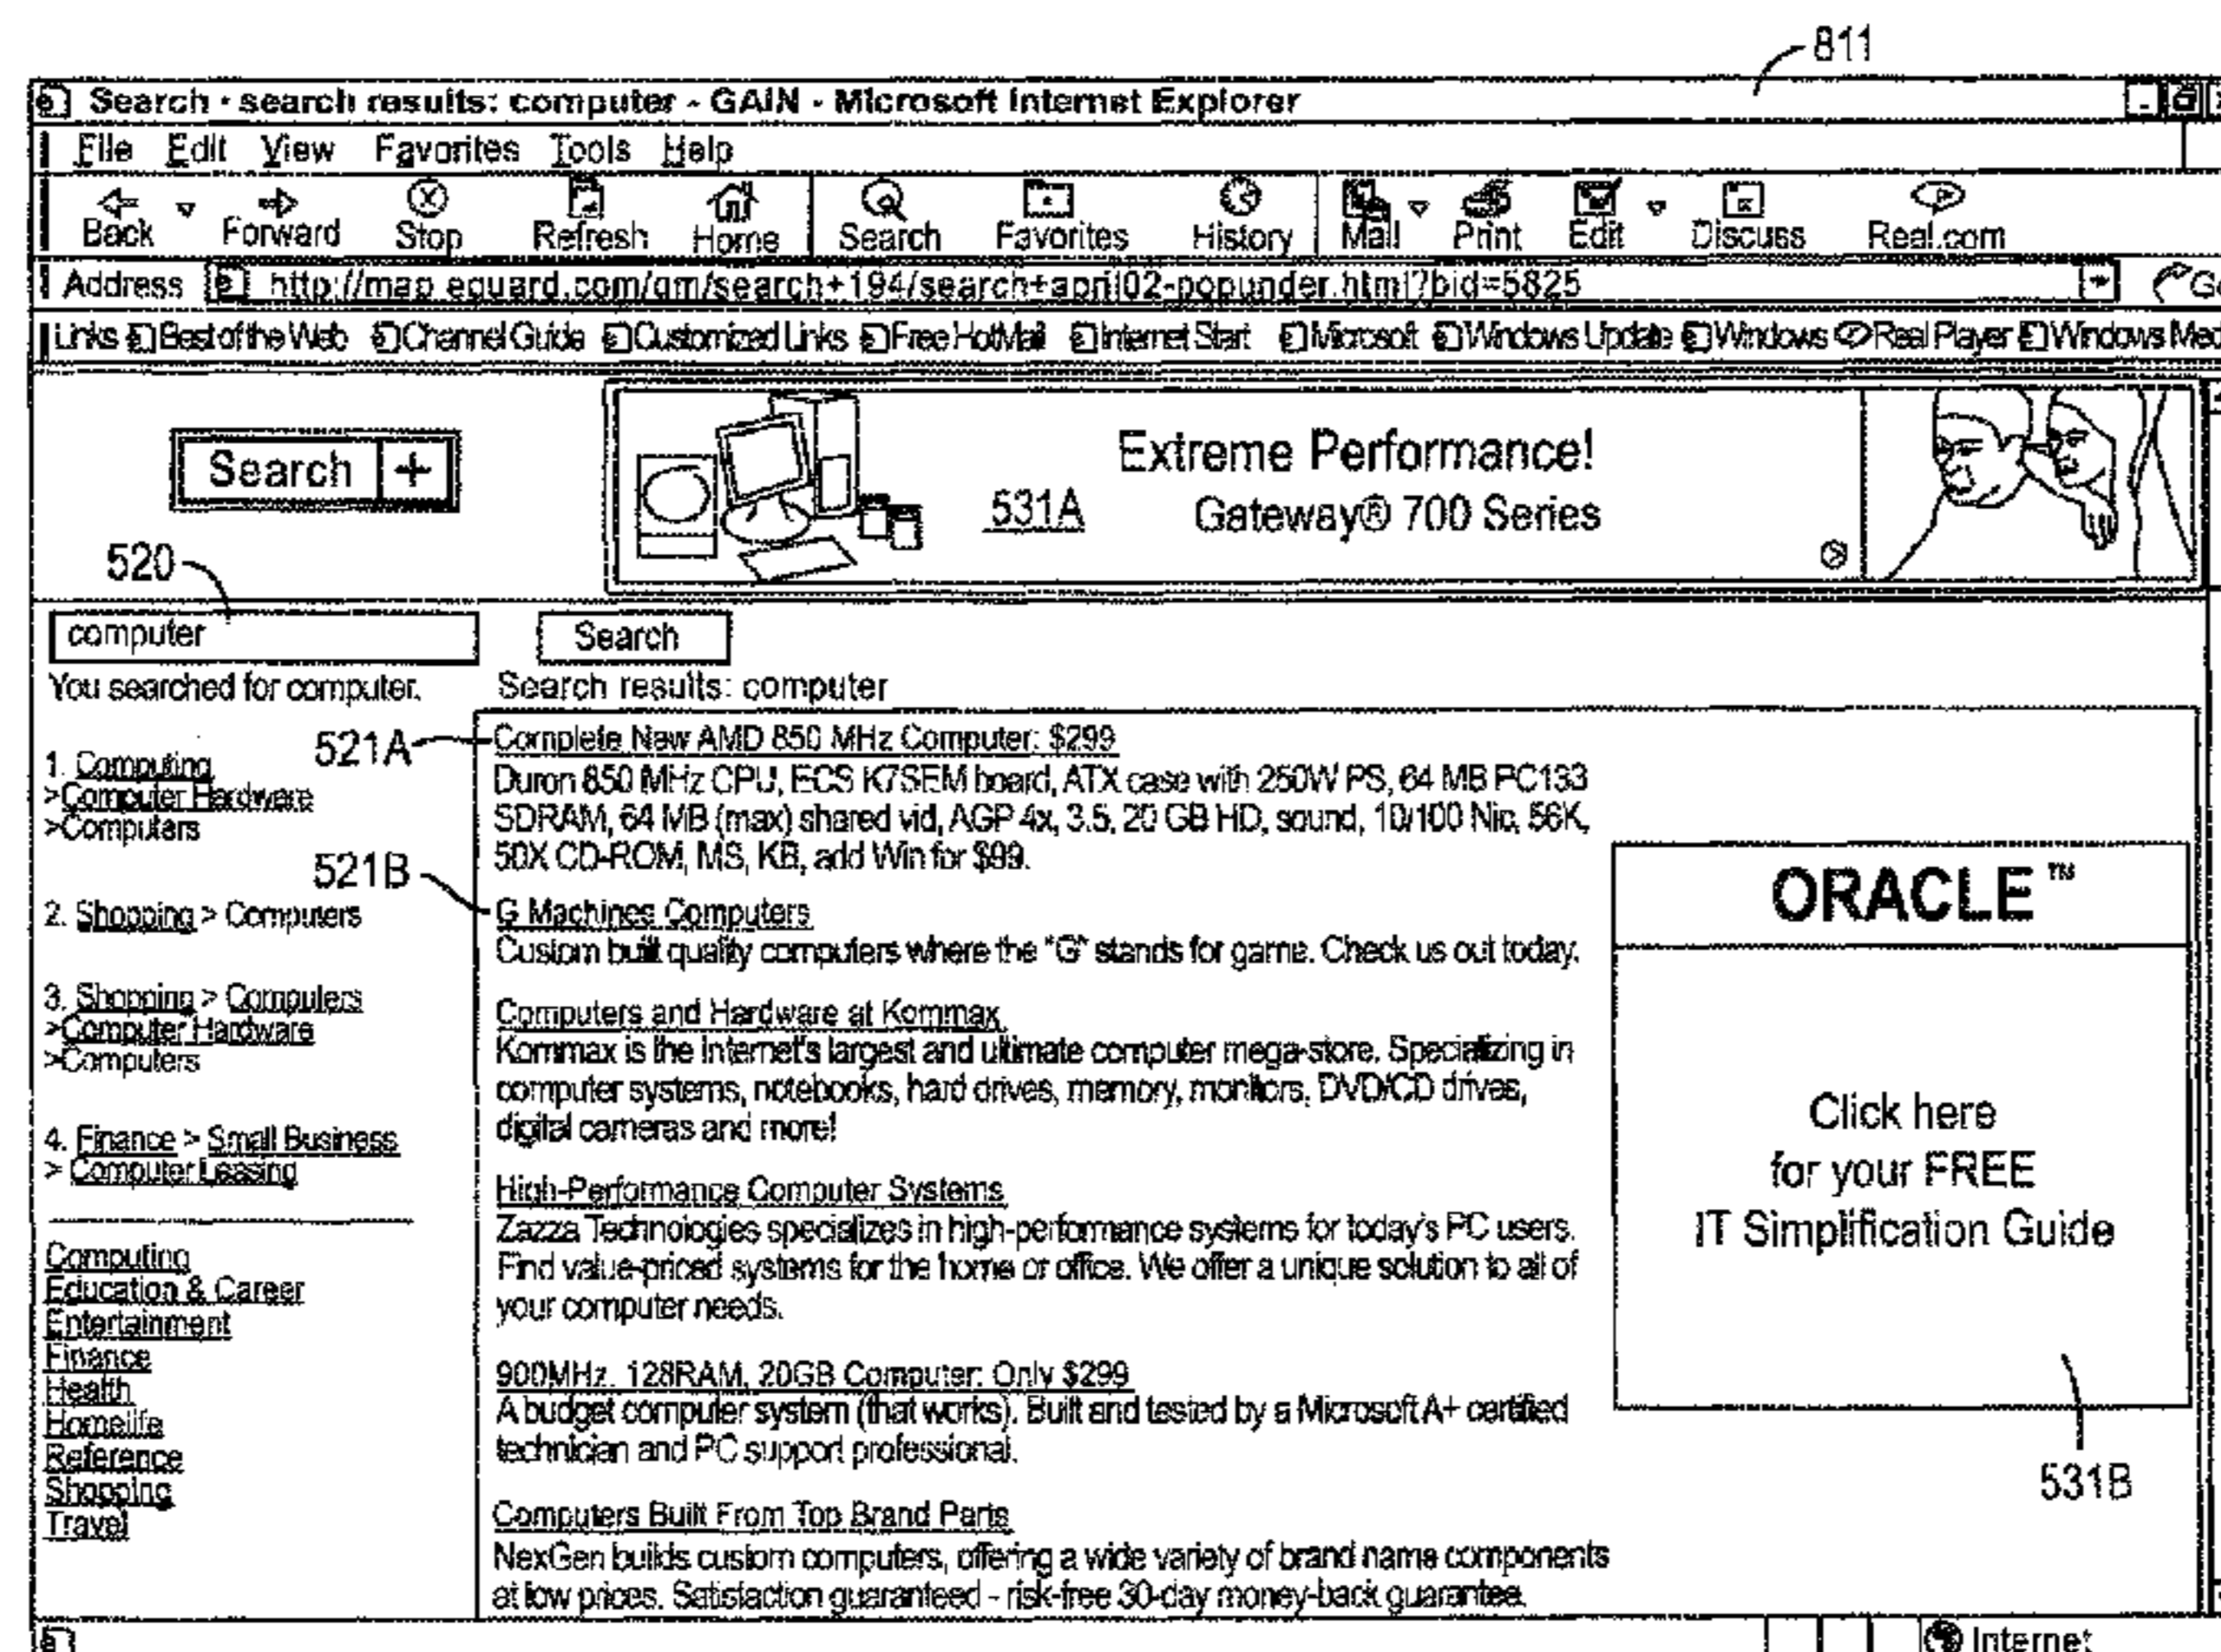 811
Search · search results: computer - GAIN - Microsoft Internet Explorer
File Edit View Favorites Tools Help
Back Forward Stop Refresh Home Search Favorites History Mail Print Edit Discuss Real.com
Address http://map.eguard.com/qm/search+194/search+april02-popunder.html?bid=5825
Links Best of the Web Channel Guide Customized Links Free HotMail Internet Start Microsoft Windows Update Windows Real Player Windows
Search +
Extreme Performance!
531A Gateway® 700 Series
520
computer Search
You searched for computer. Search results: computer
1. Computing
>Computer Hardware
>Computers
2. Shopping > Computers
3. Shopping > Computers
>Computer Hardware
>Computers
4. Finance > Small Business
> Computer Leasing
Computing
Education & Career
Entertainment
Finance
Health
Homelife
Reference
Shopping
Travel
521A
Complete New AMD 850 MHz Computer: $299
Duron 850 MHz CPU, ECS K7SEM board, ATX case with 250W PS, 64 MB PC133
SDRAM, 64 MB (max) shared vid, AGP 4x, 3.5, 20 GB HD, sound, 10/100 Nic, 56K,
50X CD-ROM, MS, KB, add Win for $99.
521B
G Machines Computers
Custom built quality computers where the "G" stands for game. Check us out today.
Computers and Hardware at Kommax
Kommax is the Internet's largest and ultimate computer mega-store. Specializing in
computer systems, notebooks, hard drives, memory, monitors, DVD/CD drives,
digital cameras and more!
High-Performance Computer Systems
Zazza Technologies specializes in high-performance systems for today's PC users.
Find value-priced systems for the home or office. We offer a unique solution to all of
your computer needs.
900MHz, 128RAM, 20GB Computer: Only $299
A budget computer system (that works). Built and tested by a Microsoft A+ certified
technician and PC support professional.
Computers Built From Top Brand Parts
NexGen builds custom computers, offering a wide variety of brand name components
at low prices. Satisfaction guaranteed - risk-free 30-day money-back guarantee.
ORACLE™
Click here
for your FREE
IT Simplification Guide
531B
Internet